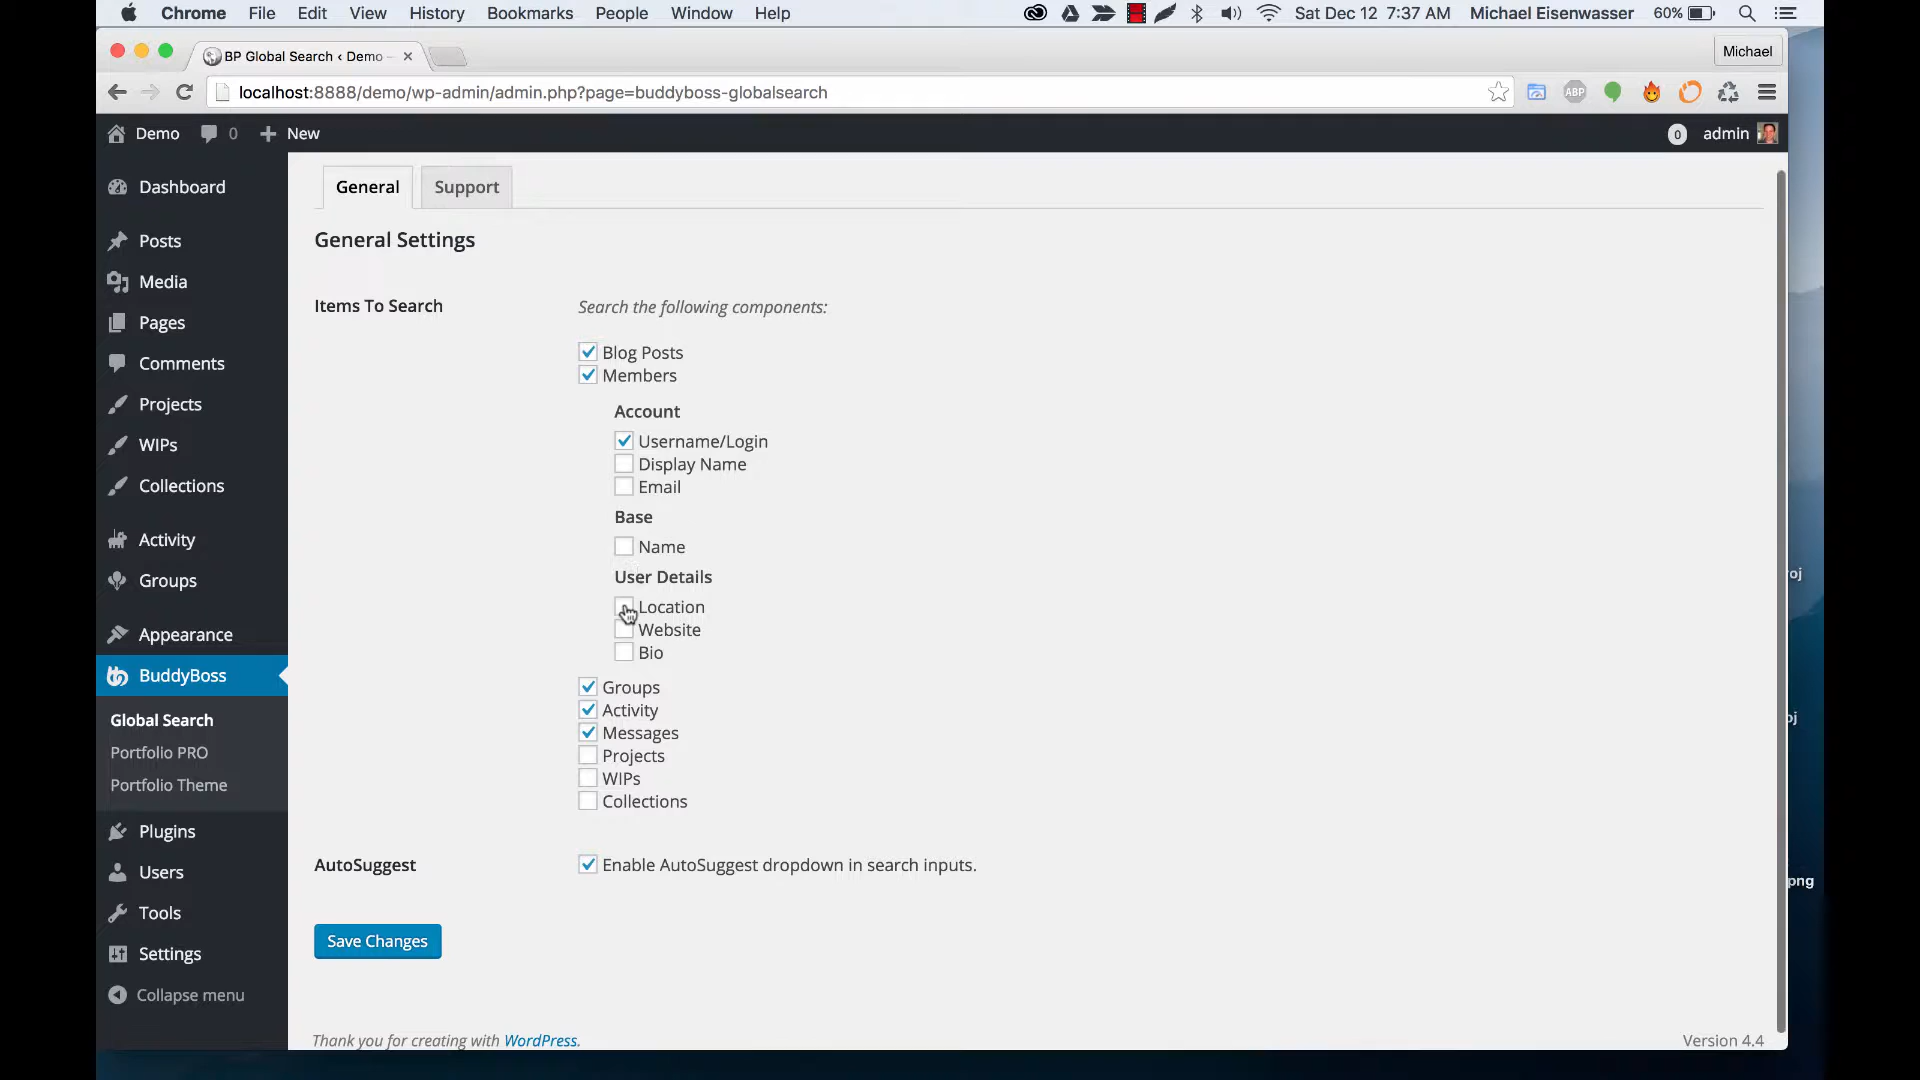 Chrome File Edit View History Bookmarks People Window Help Sat Dec 12 7:37 AM Michael Eisenwasser 60%
BP Global Search ‹ Demo Michael
localhost:8888/demo/wp-admin/admin.php?page=buddyboss-globalsearch ABP
Demo 0 New 0 admin
Dashboard
Posts
Media
Pages
Comments
Projects
WIPs
Collections
Activity
Groups
Appearance
BuddyBoss
Global Search
Portfolio PRO
Portfolio Theme
Plugins
Users
Tools
Settings
Collapse menu
General Support
General Settings
Items To Search Search the following components:
Blog Posts
Members
Account
Username/Login
Display Name
Email
Base
Name
User Details
Location
Website
Bio
Groups
Activity
Messages
Projects
WIPs
Collections
AutoSuggest Enable AutoSuggest dropdown in search inputs.
Save Changes
Thank you for creating with WordPress. Version 4.4
oj
png